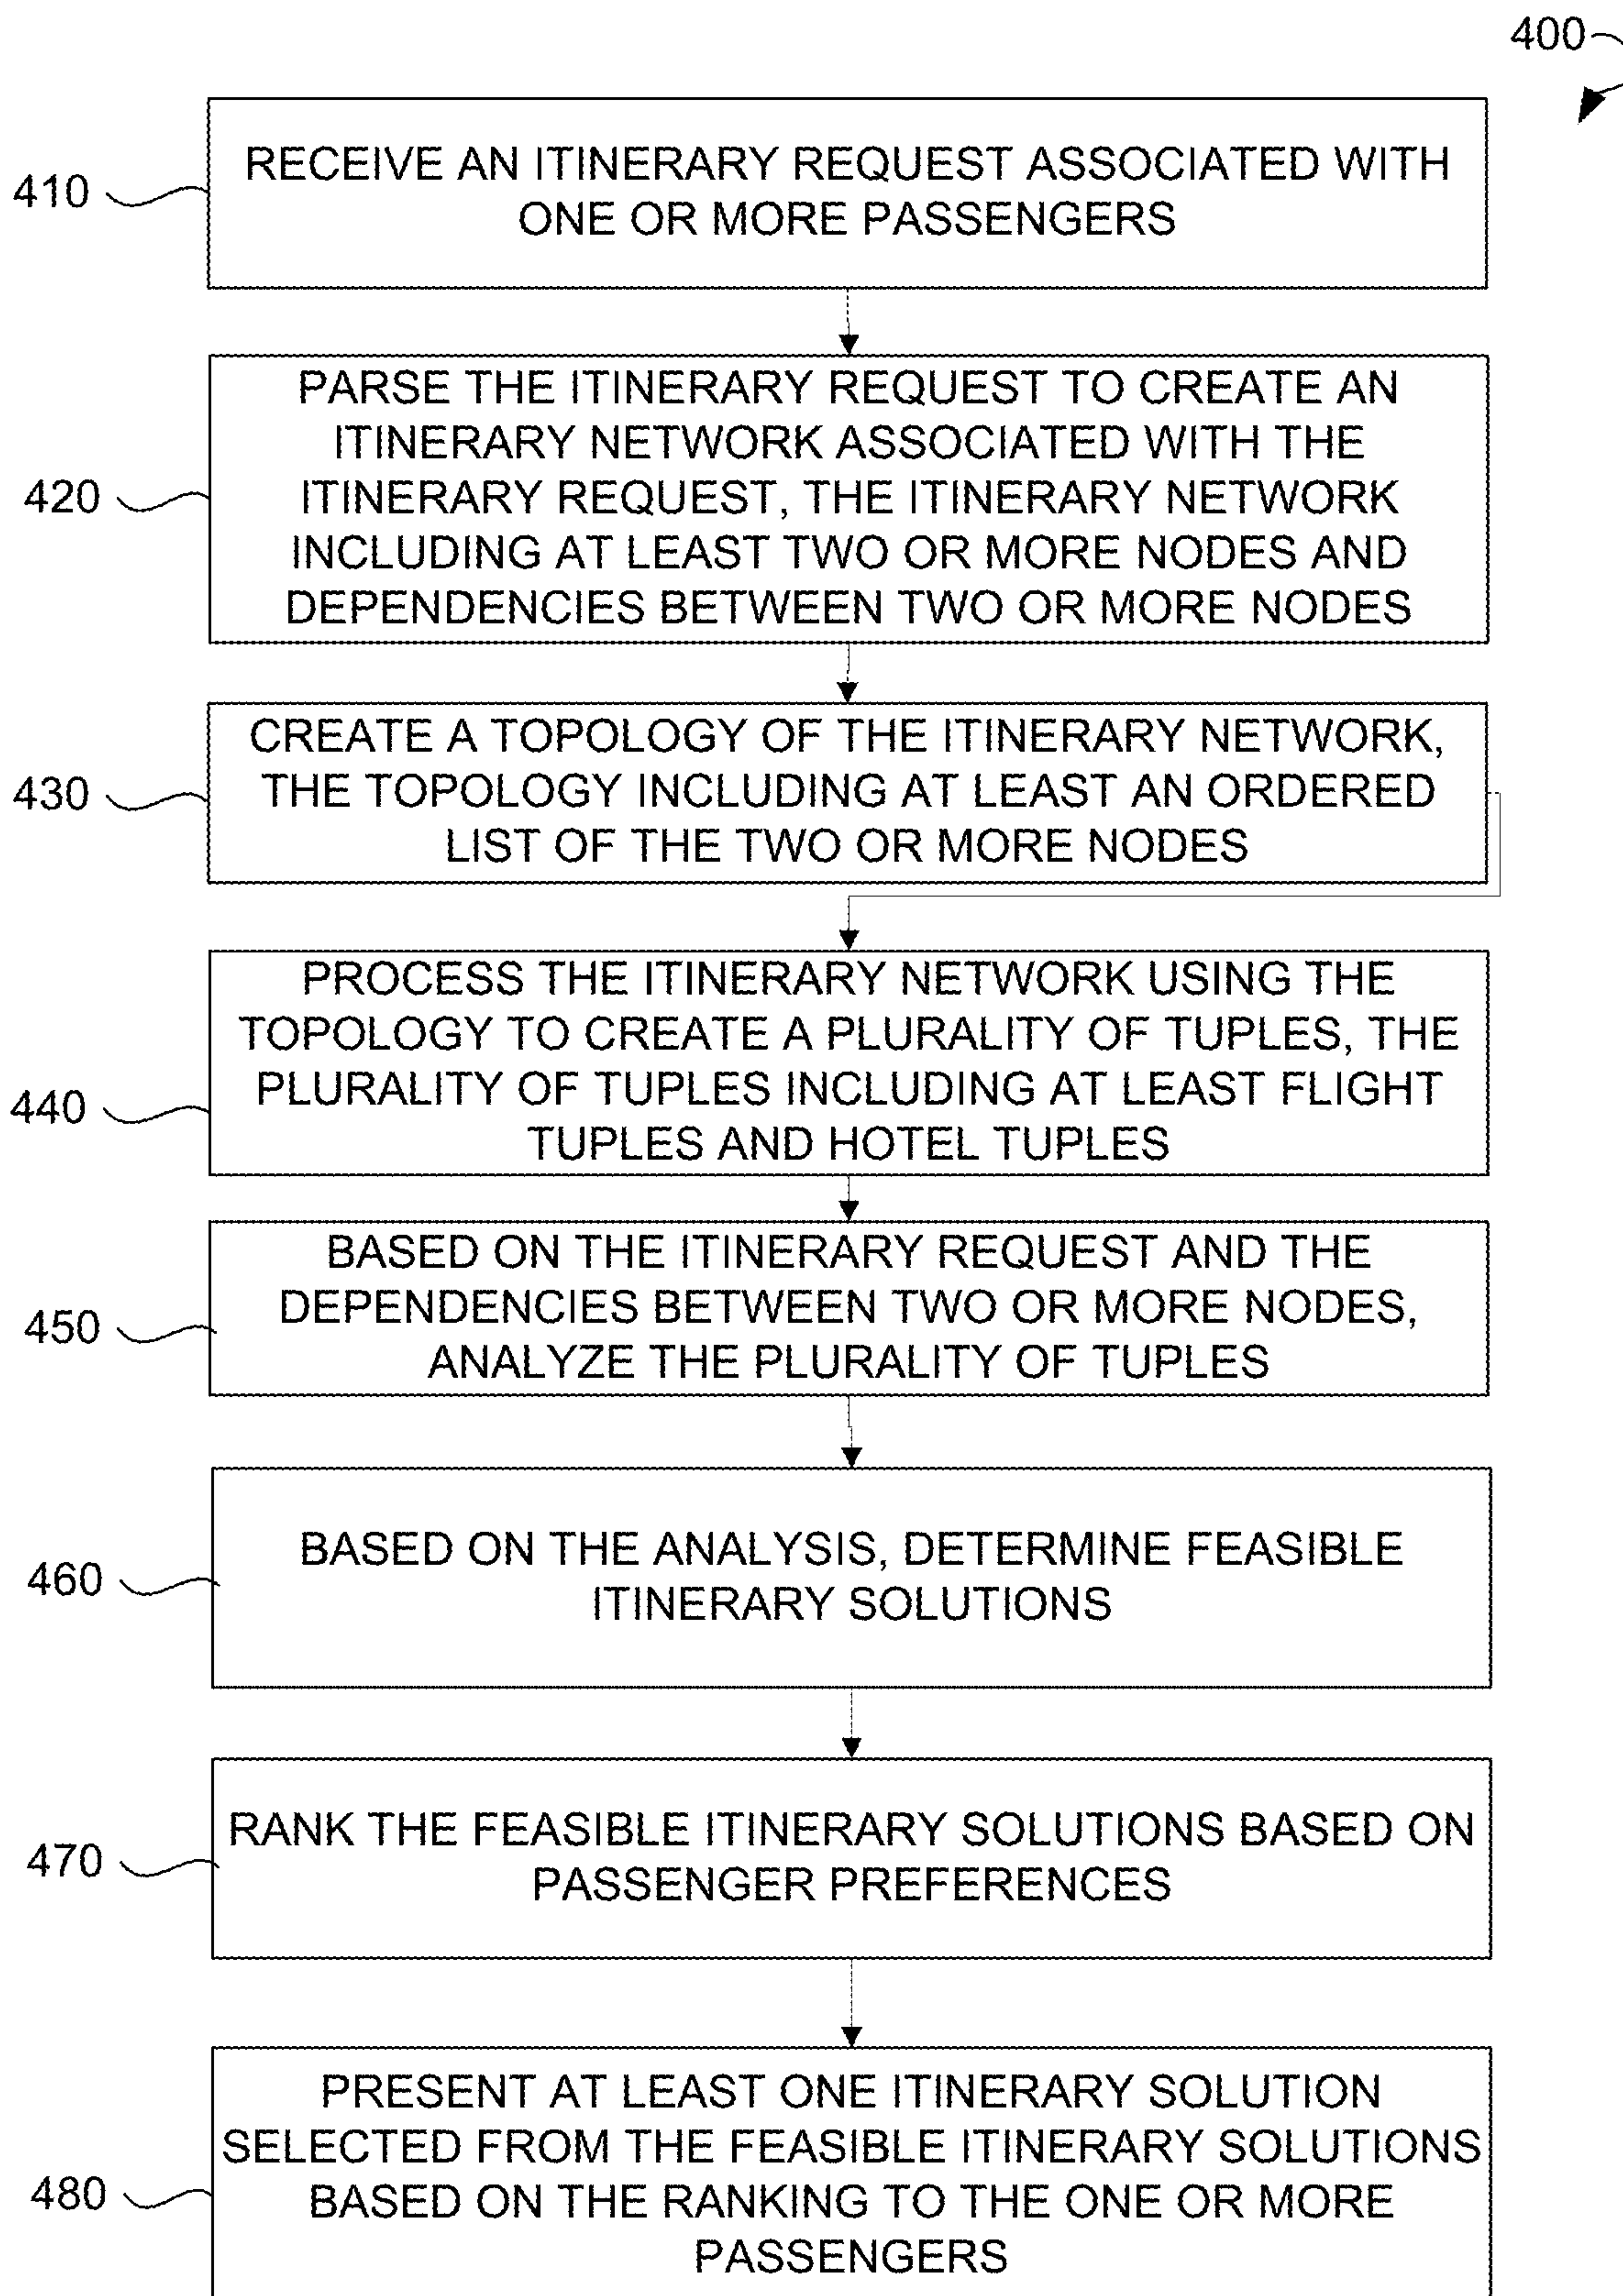 400
410
RECEIVE AN ITINERARY REQUEST ASSOCIATED WITH
ONE OR MORE PASSENGERS
420
PARSE THE ITINERARY REQUEST TO CREATE AN
ITINERARY NETWORK ASSOCIATED WITH THE
ITINERARY REQUEST, THE ITINERARY NETWORK
INCLUDING AT LEAST TWO OR MORE NODES AND
DEPENDENCIES BETWEEN TWO OR MORE NODES
430
CREATE A TOPOLOGY OF THE ITINERARY NETWORK,
THE TOPOLOGY INCLUDING AT LEAST AN ORDERED
LIST OF THE TWO OR MORE NODES
440
PROCESS THE ITINERARY NETWORK USING THE
TOPOLOGY TO CREATE A PLURALITY OF TUPLES, THE
PLURALITY OF TUPLES INCLUDING AT LEAST FLIGHT
TUPLES AND HOTEL TUPLES
450
BASED ON THE ITINERARY REQUEST AND THE
DEPENDENCIES BETWEEN TWO OR MORE NODES,
ANALYZE THE PLURALITY OF TUPLES
460
BASED ON THE ANALYSIS, DETERMINE FEASIBLE
ITINERARY SOLUTIONS
470
RANK THE FEASIBLE ITINERARY SOLUTIONS BASED ON
PASSENGER PREFERENCES
480
PRESENT AT LEAST ONE ITINERARY SOLUTION
SELECTED FROM THE FEASIBLE ITINERARY SOLUTIONS
BASED ON THE RANKING TO THE ONE OR MORE
PASSENGERS